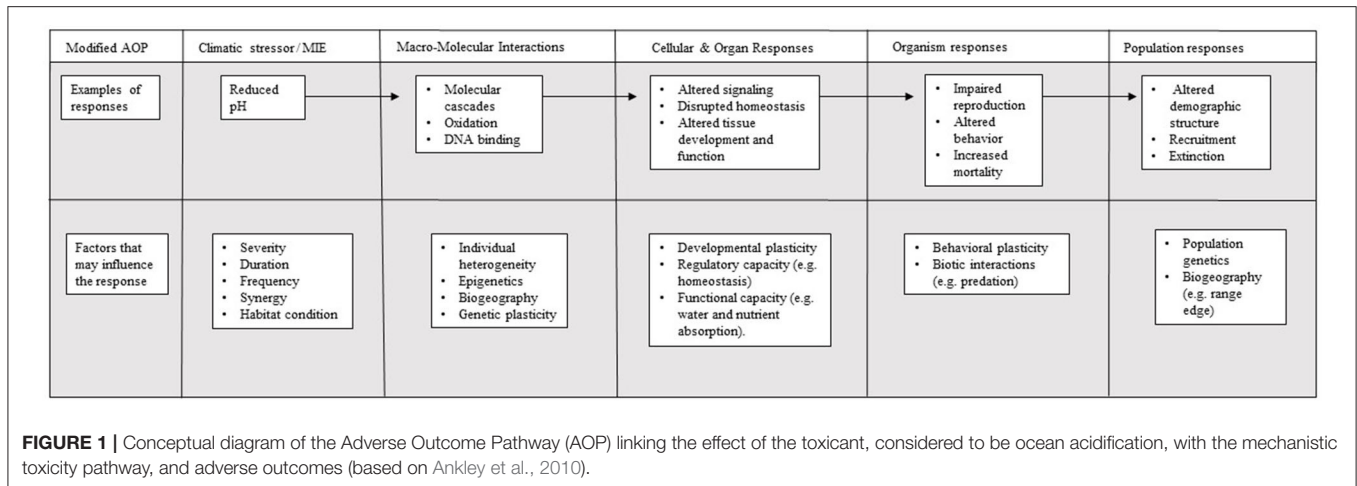 Modified AOP
Climatic stressor/MIE
Macro-Molecular Interactions
Cellular & Organ Responses
Organism responses
Population responses
Examples of
responses
Reduced
pH
• Molecular
cascades
• Oxidation
• DNA binding
• Altered signaling
• Disrupted homeostasis
• Altered tissue
development and
function
• Impaired
reproduction
• Altered
behavior
• Increased
mortality
• Altered
demographic
structure
• Recruitment
• Extinction
Factors that
may influence
the response
• Severity
• Duration
• Frequency
• Synergy
• Habitat condition
• Individual
heterogeneity
• Epigenetics
• Biogeography
• Genetic plasticity
• Developmental plasticity
• Regulatory capacity (e.g.
homeostasis)
• Functional capacity (e.g.
water and nutrient
absorption).
• Behavioral plasticity
• Biotic interactions
(e.g. predation)
• Population
genetics
• Biogeography
(e.g. range
edge)
FIGURE 1 | Conceptual diagram of the Adverse Outcome Pathway (AOP) linking the effect of the toxicant, considered to be ocean acidification, with the mechanistic
toxicity pathway, and adverse outcomes (based on Ankley et al., 2010).